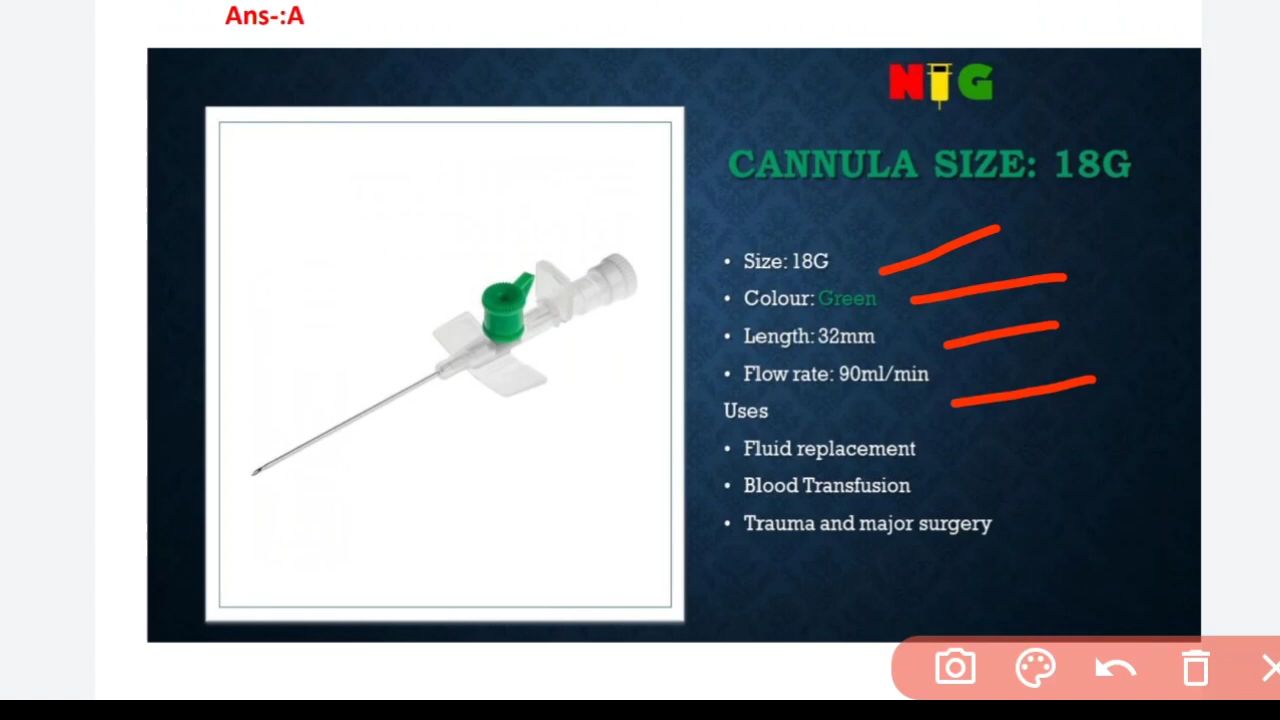 Ans-:A
NIG
CANNULA SIZE: 18G
• Size: 18G
• Colour: Green
• Length: 32mm
• Flow rate: 90ml/min
Uses
• Fluid replacement
• Blood Transfusion
• Trauma and major surgery